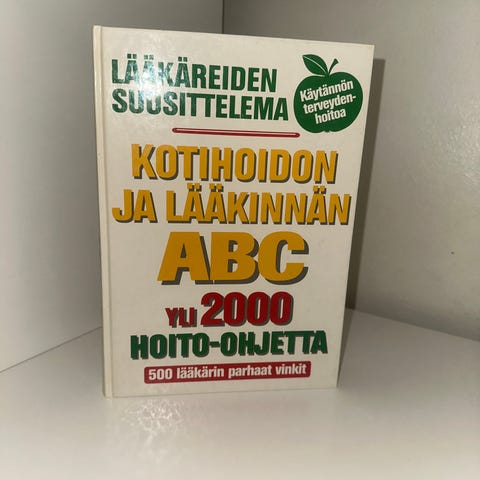 LÄÄKÄREIDEN
SUOSITTELEMA
Käytännön
terveyden-
hoitoa
KOTIHOIDON
JA LÄÄKINNÄN
ABC
YLI 2000
HOITO-OHJETTA
500 lääkärin parhaat vinkit